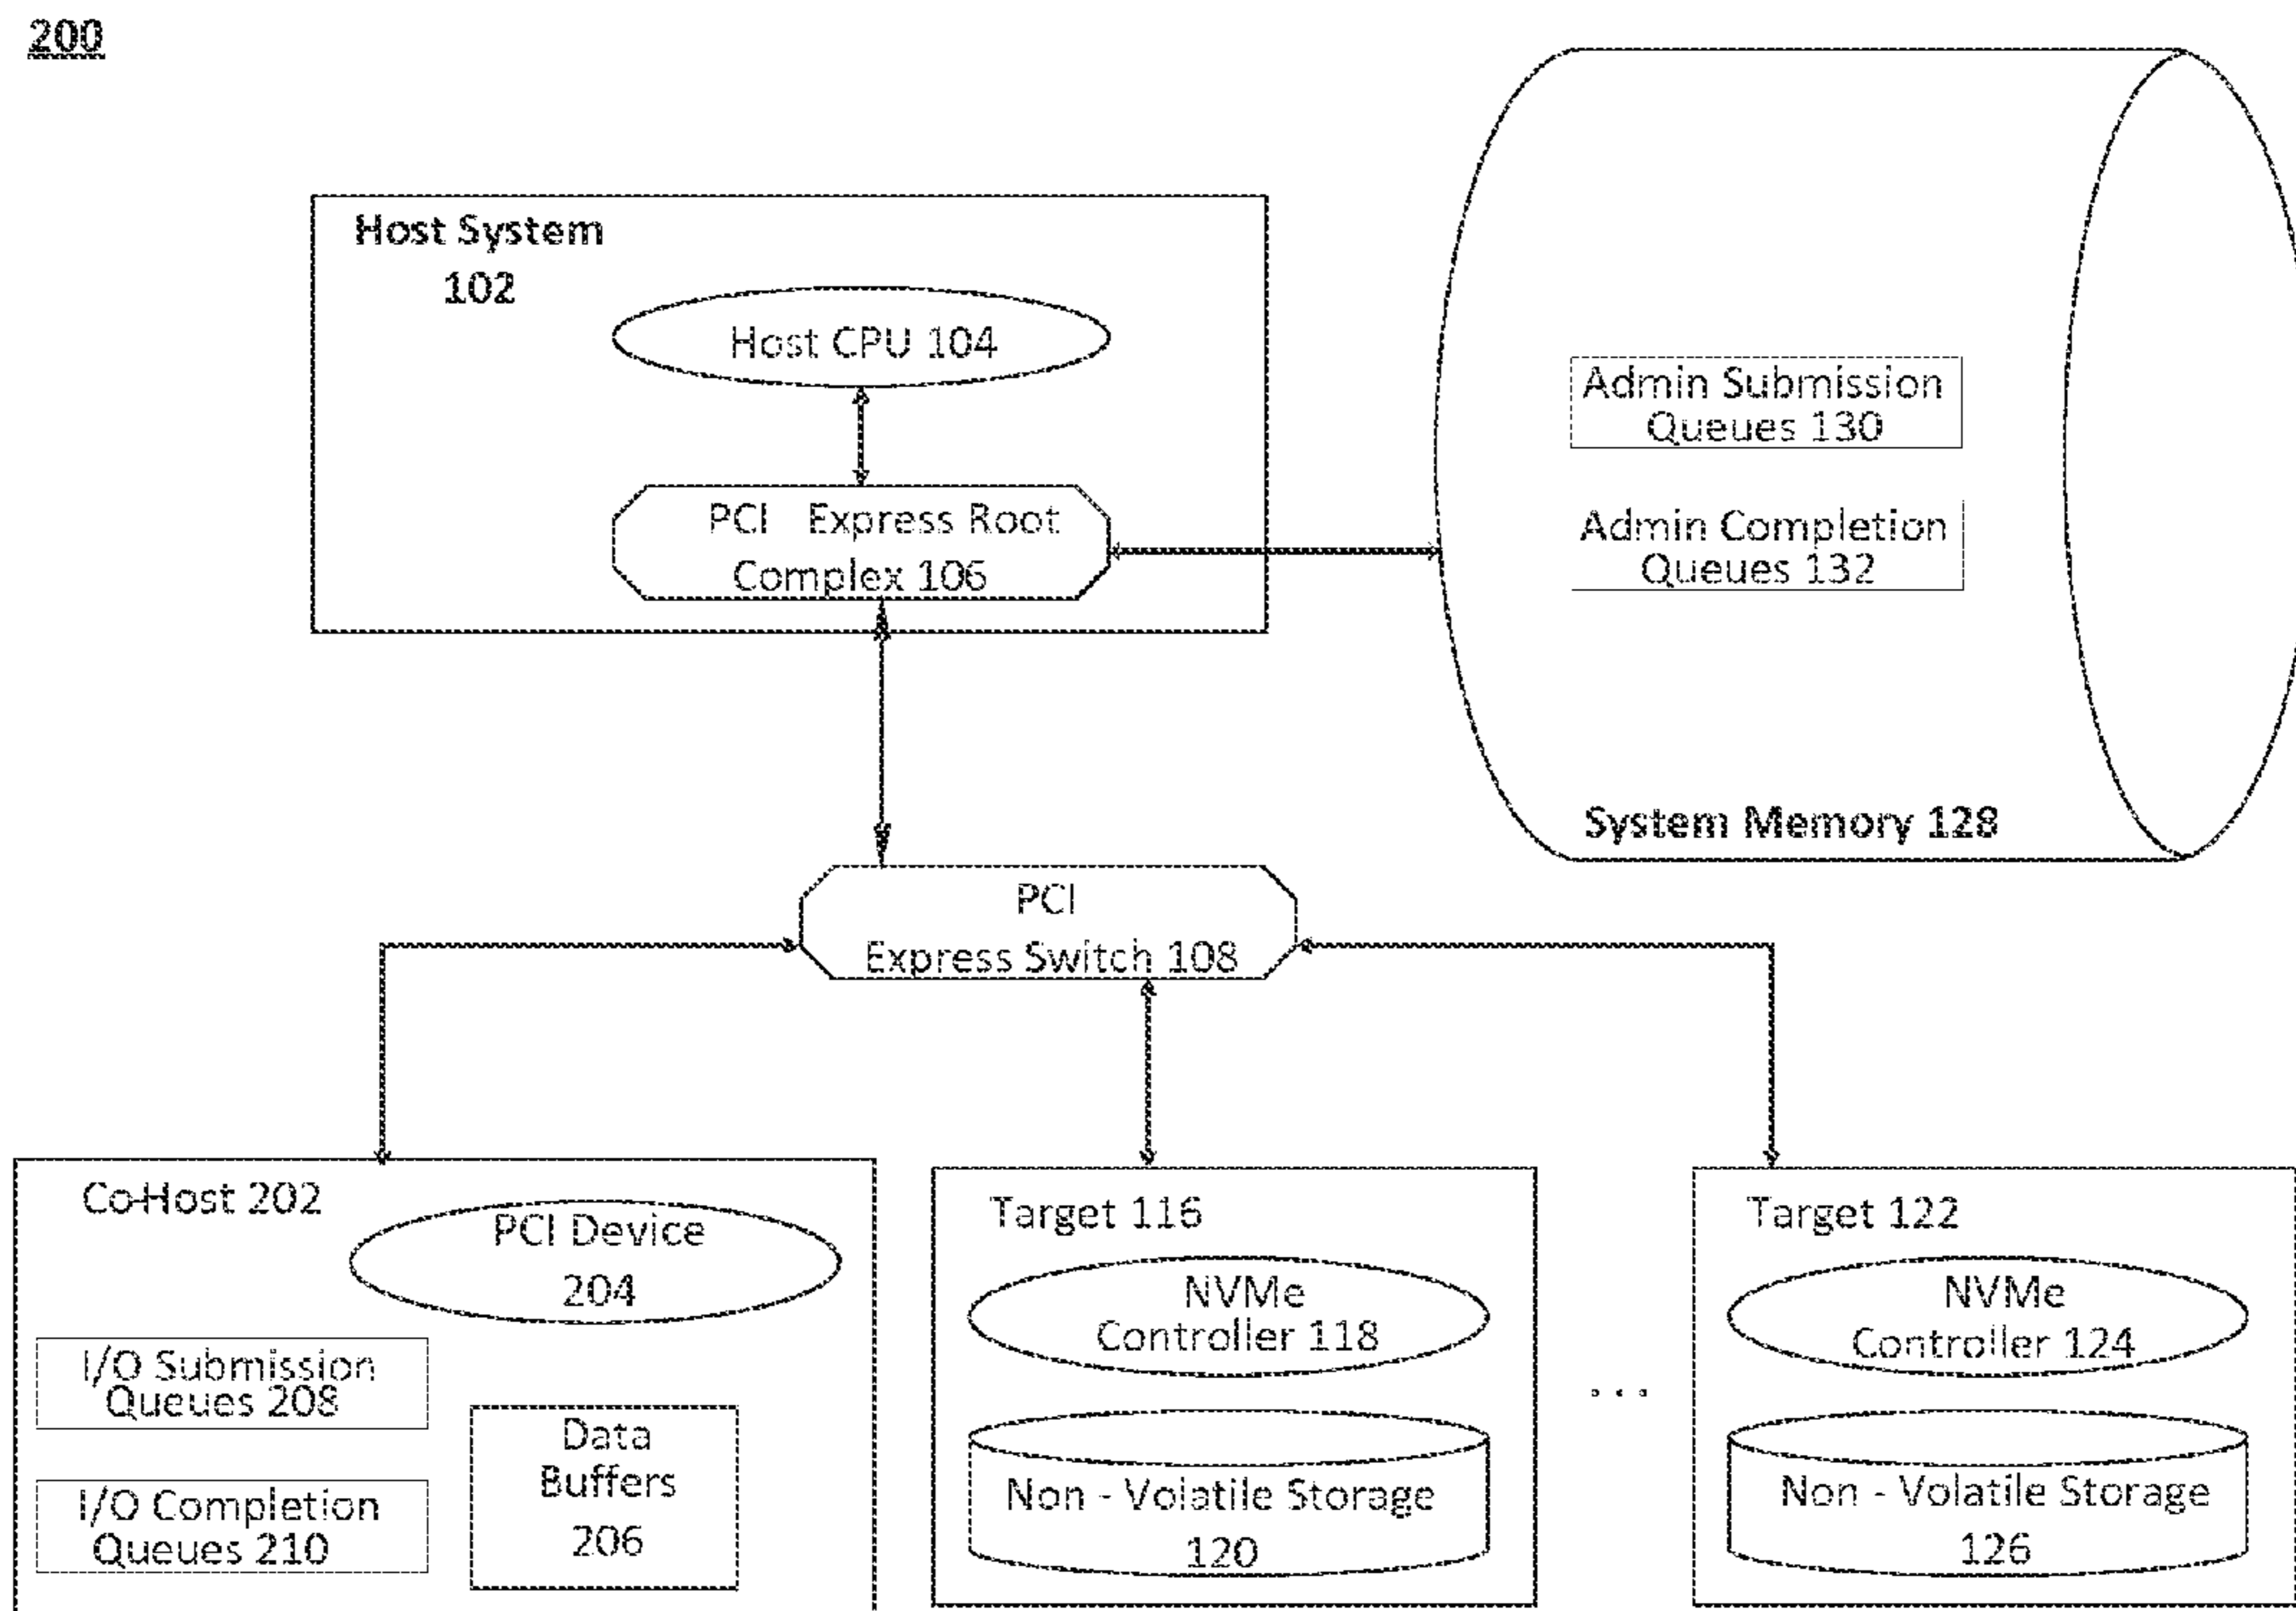 200
Host System
102
Host CPU 104
PCI Express Root
Complex 106
Admin Submission
Queues 130
Admin Completion
Queues 132
System Memory 128
PCI
Express Switch 108
Co-Host 202
PCI Device
204
I/O Submission
Queues 208
I/O Completion
Queues 210
Data
Buffers
206
Target 116
NVMe
Controller 118
Non - Volatile Storage
120
...
Target 122
NVMe
Controller 124
Non - Volatile Storage
126